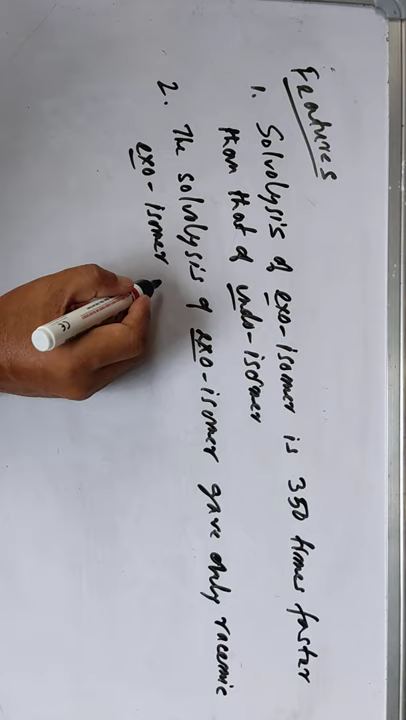 Features
1. Solvolysis of exo-isomer is 350 times faster
than that of endo-isomer
2. The solvolysis of exo-isomer gave only racemic
exo-isomer